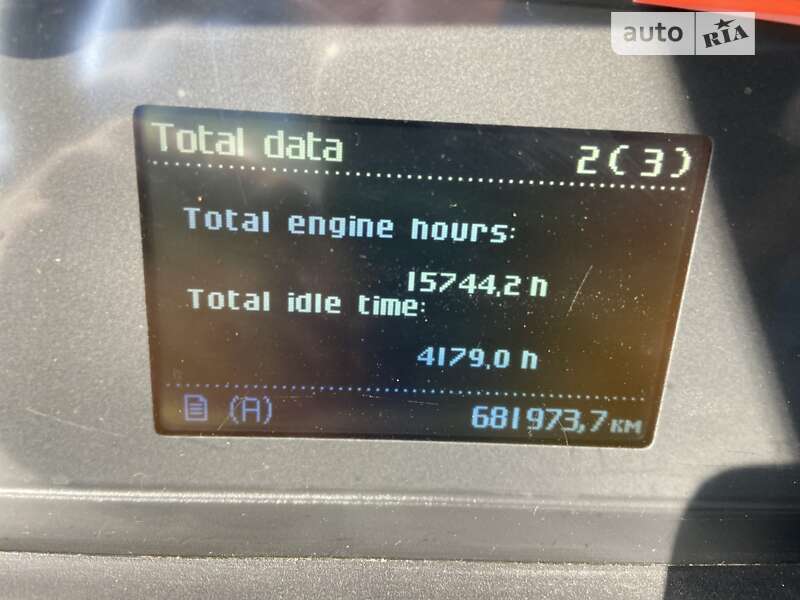 auto RIA
Total data 2(3)
Total engine hours:
15744,2 h
Total idle time:
4179,0 h
(A) 681973,7 км